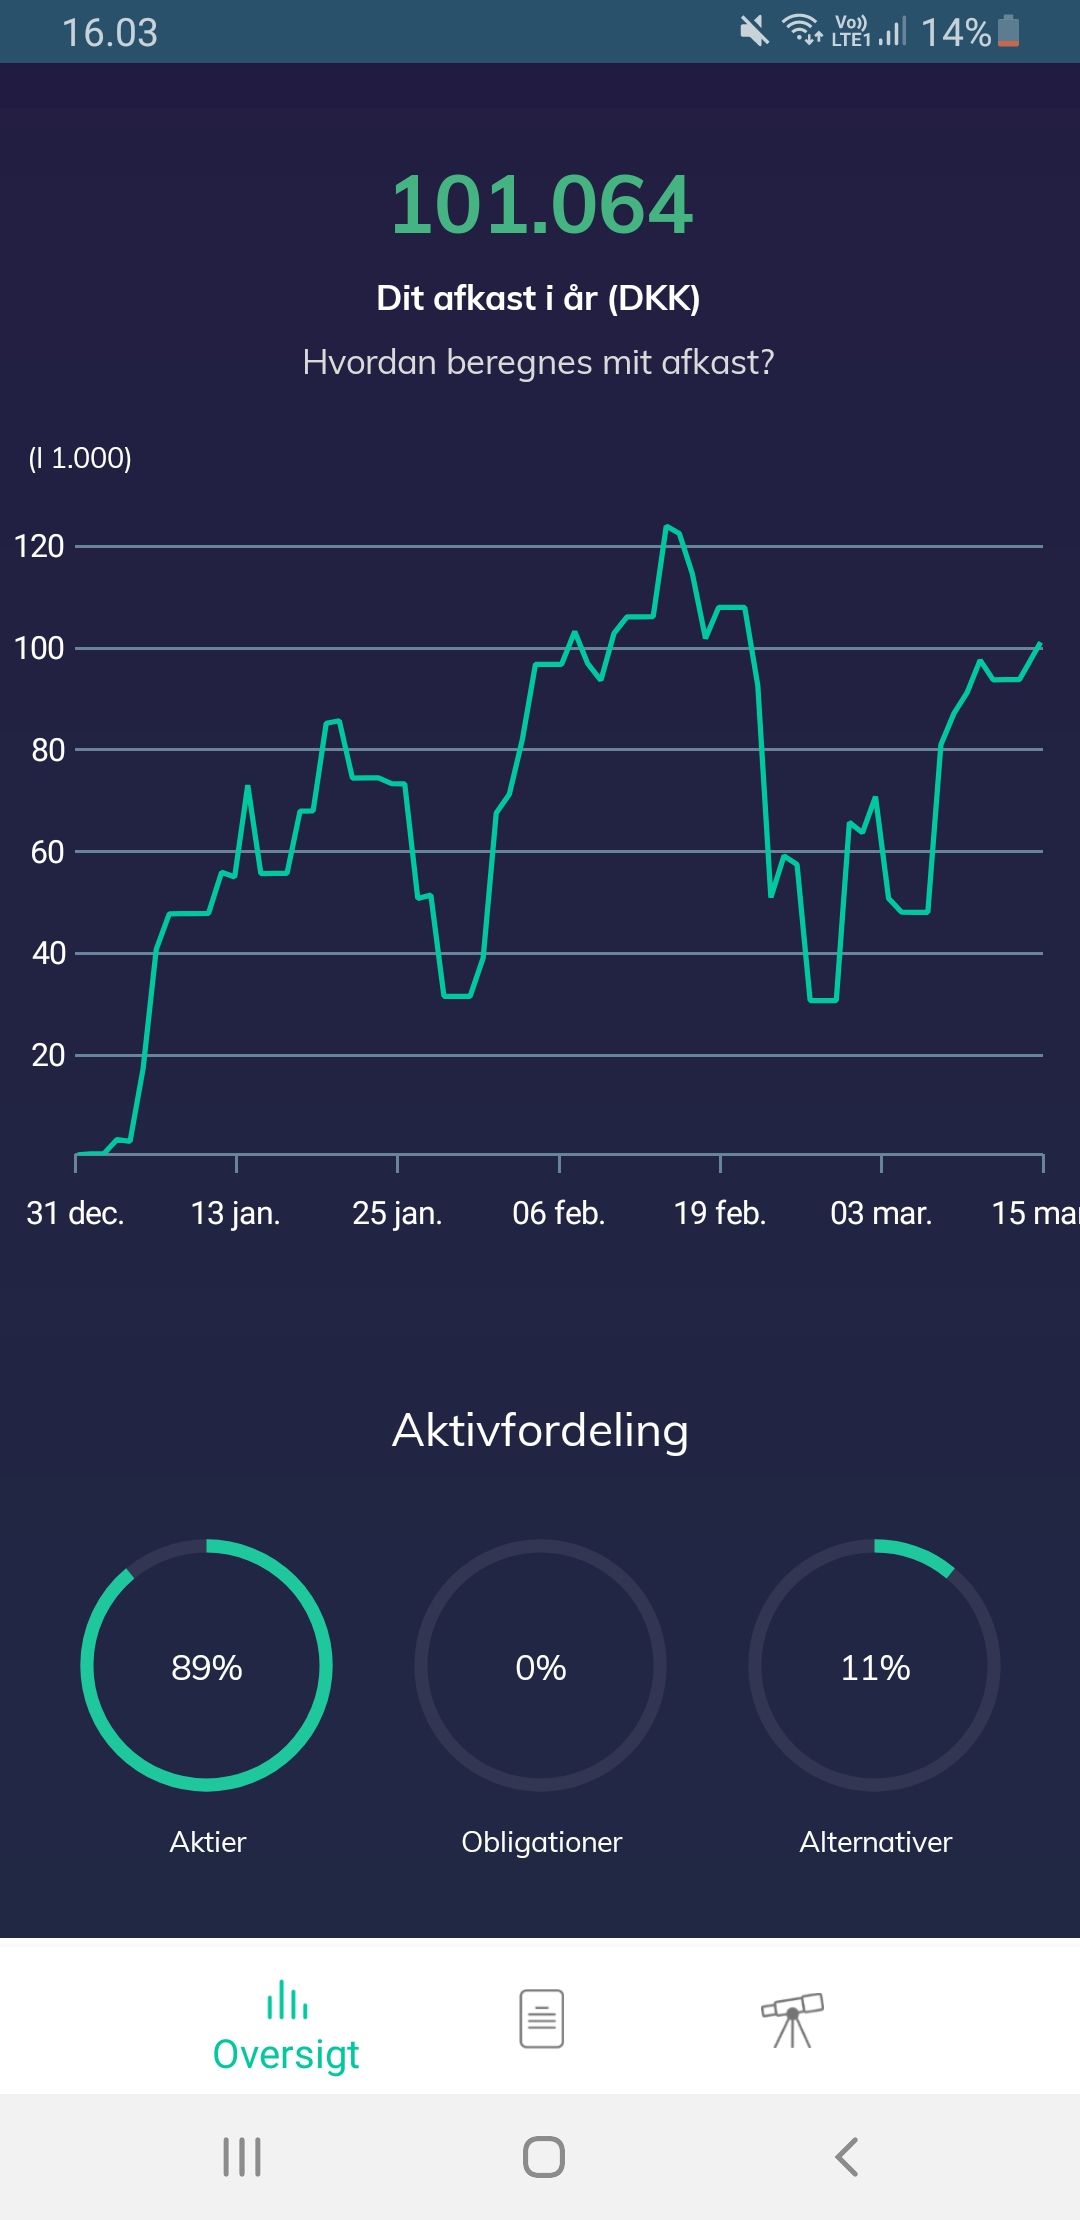 16.03
Vo)) LTE1 14%
101.064
Dit afkast i år (DKK)
Hvordan beregnes mit afkast?
(I 1.000)
120
100
80
60
40
20
31 dec. 13 jan. 25 jan. 06 feb. 19 feb. 03 mar. 15 mar
Aktivfordeling
89% 0% 11%
Aktier Obligationer Alternativer
Oversigt